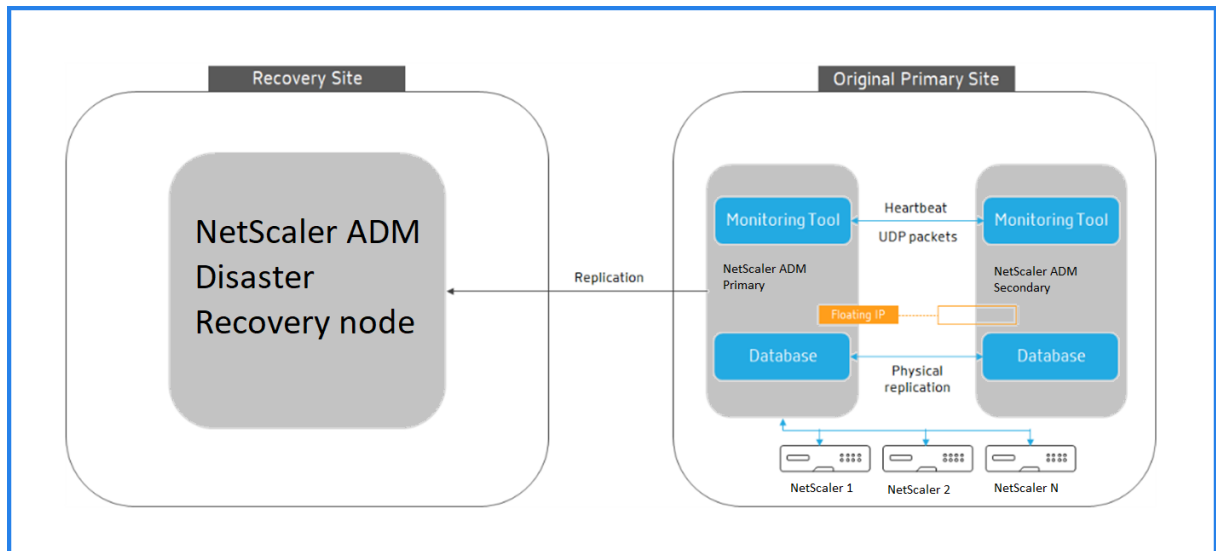 Recovery Site
Original Primary Site
NetScaler ADM
Disaster
Recovery node
Replication
Monitoring Tool
Heartbeat
UDP packets
Monitoring Tool
NetScaler ADM
Primary
NetScaler ADM
Secondary
Floating IP
Database
Physical
replication
Database
NetScaler 1
NetScaler 2
NetScaler N